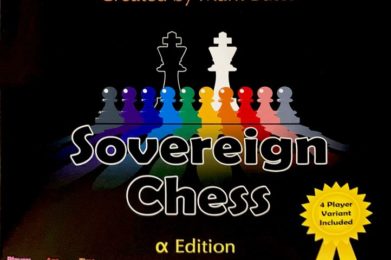 Created by Mark
Sovereign
Chess
4 Player
Variant
Included
α Edition